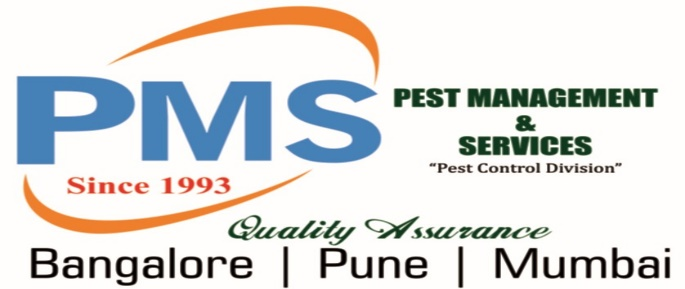 PMS
Since 1993
PEST MANAGEMENT
&
SERVICES
“Pest Control Division”
Quality Assurance
Bangalore | Pune | Mumbai